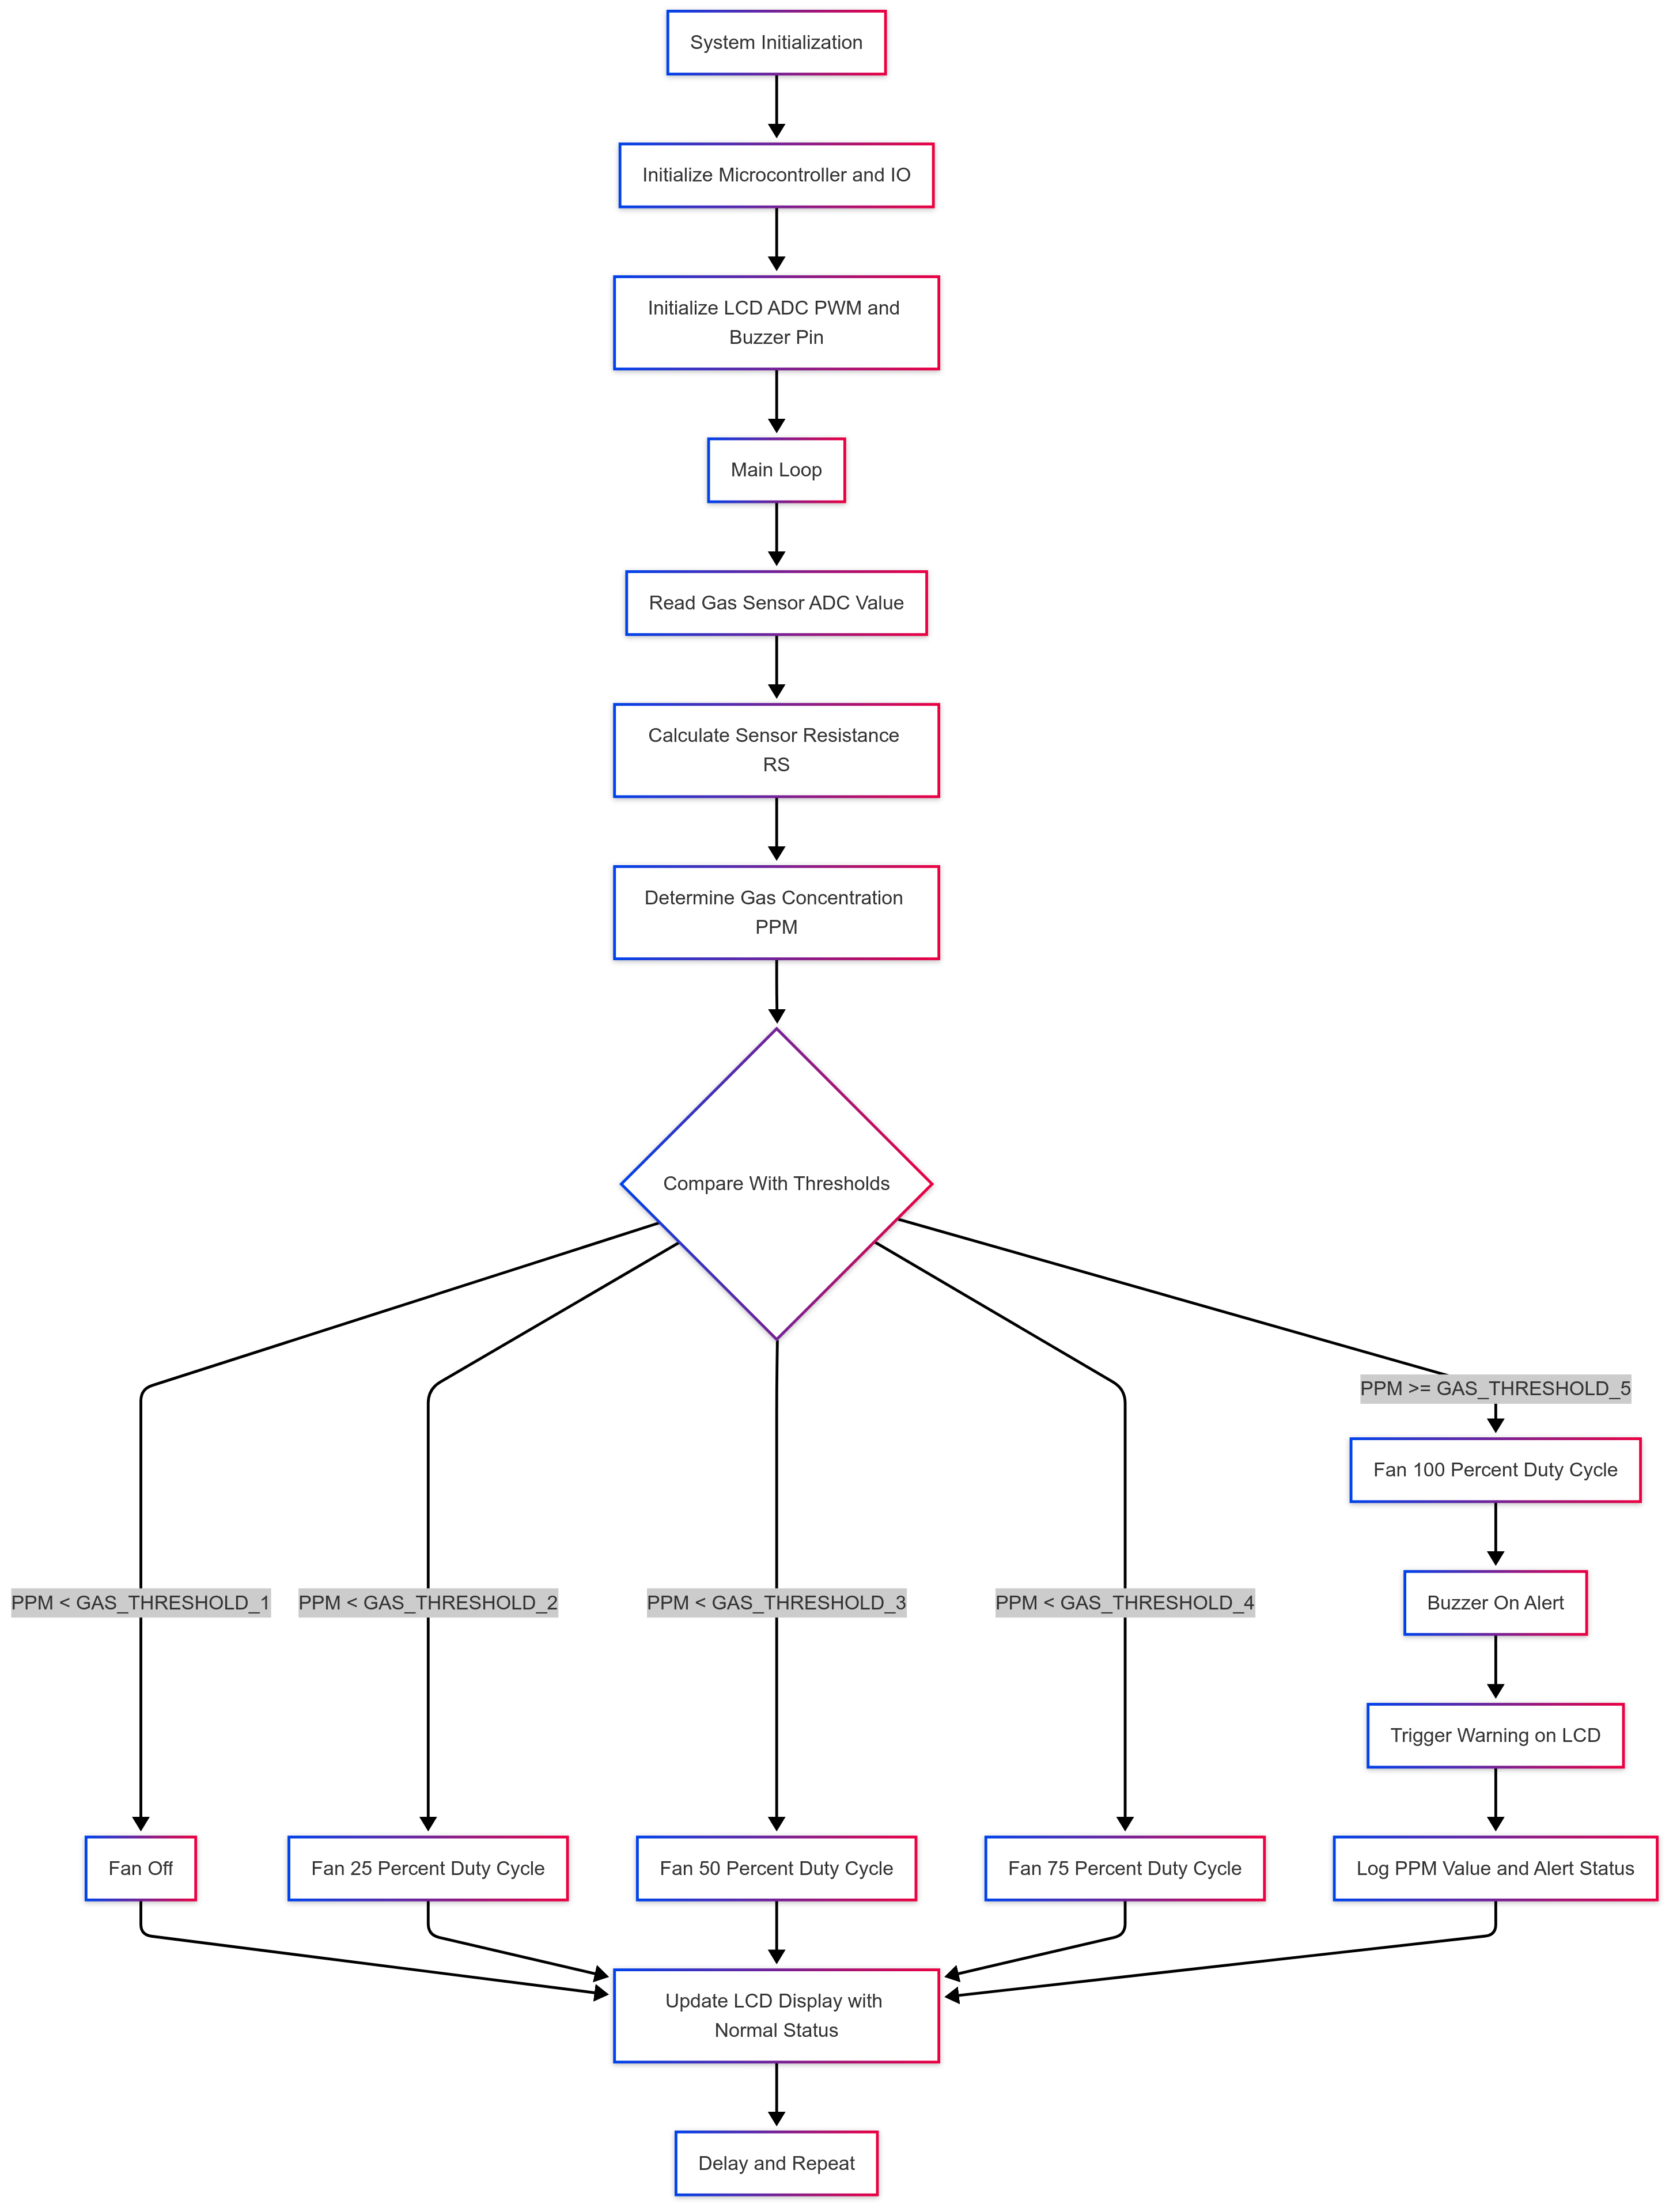 System Initialization
Initialize Microcontroller and IO
Initialize LCD ADC PWM and
Buzzer Pin
Main Loop
Read Gas Sensor ADC Value
Calculate Sensor Resistance
RS
Determine Gas Concentration
PPM
Compare With Thresholds
PPM >= GAS_THRESHOLD_5
Fan 100 Percent Duty Cycle
PPM < GAS_THRESHOLD_1
PPM < GAS_THRESHOLD_2
PPM < GAS_THRESHOLD_3
PPM < GAS_THRESHOLD_4
Buzzer On Alert
Trigger Warning on LCD
Fan Off
Fan 25 Percent Duty Cycle
Fan 50 Percent Duty Cycle
Fan 75 Percent Duty Cycle
Log PPM Value and Alert Status
Update LCD Display with
Normal Status
Delay and Repeat